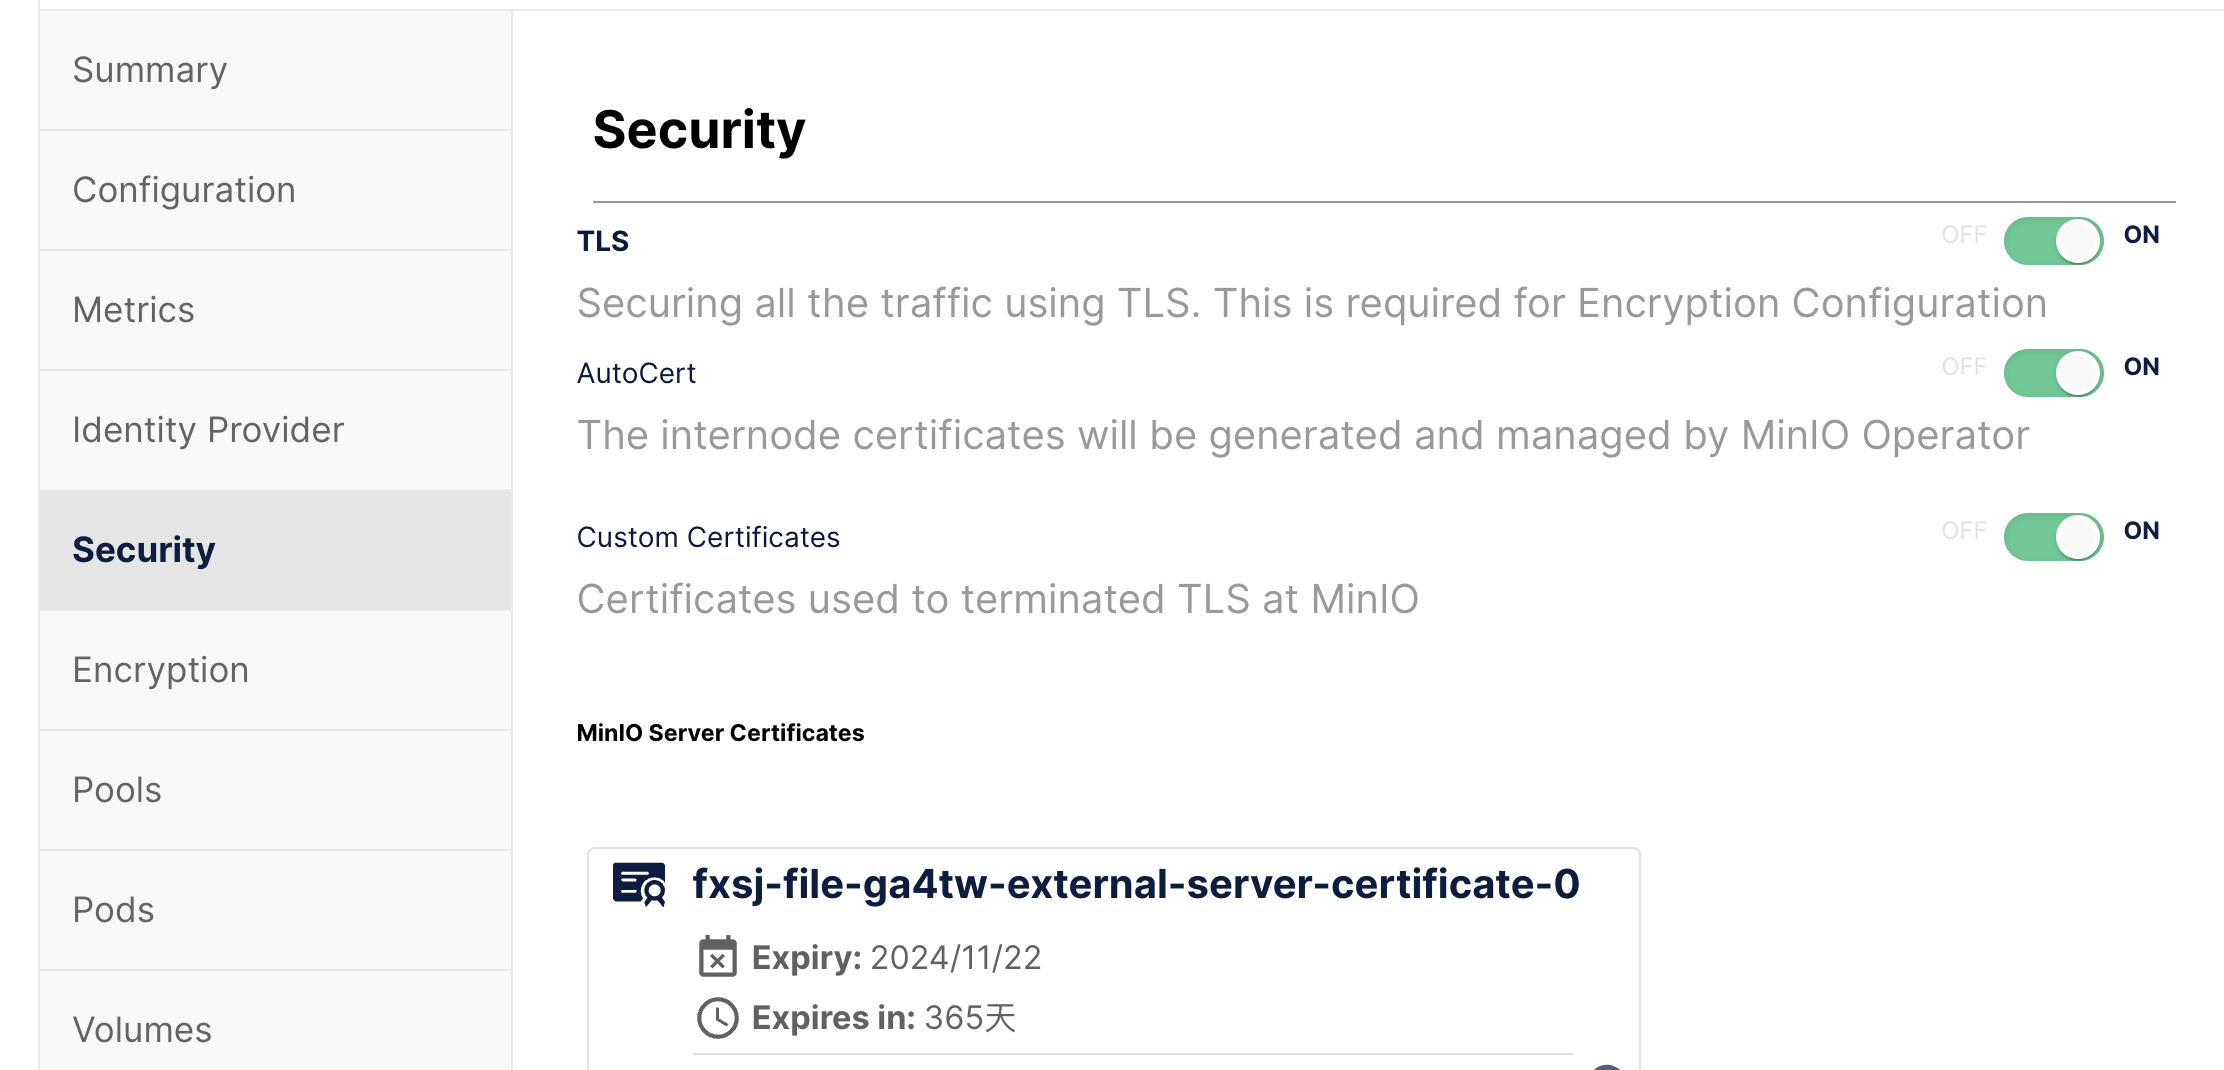 Summary
Configuration
Metrics
Identity Provider
Security
Encryption
Pools
Pods
Volumes
Security
TLS
OFF ON
Securing all the traffic using TLS. This is required for Encryption Configuration
AutoCert
OFF ON
The internode certificates will be generated and managed by MinIO Operator
Custom Certificates
OFF ON
Certificates used to terminated TLS at MinIO
MinIO Server Certificates
fxsj-file-ga4tw-external-server-certificate-0
Expiry: 2024/11/22
Expires in: 365天